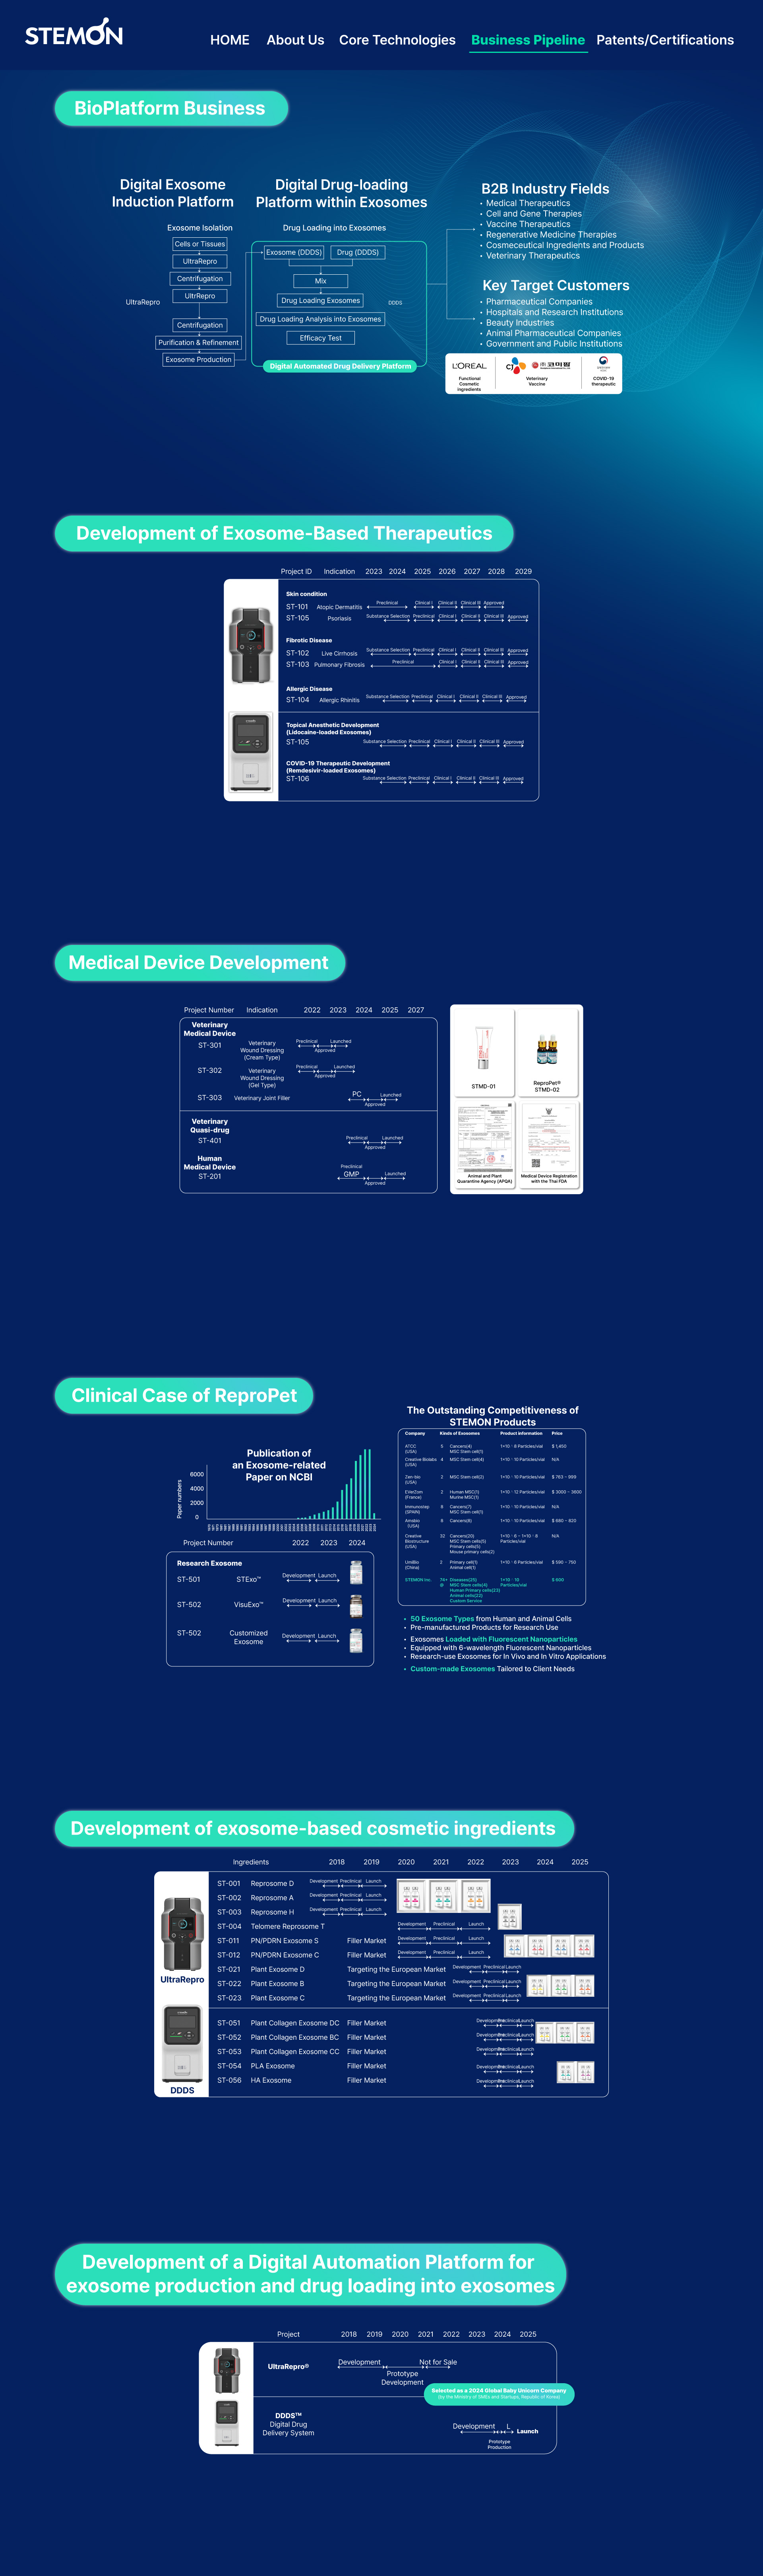 STEMON
HOME About Us Core Technologies Business Pipeline Patents/Certifications
BioPlatform Business
Digital Exosome
Induction Platform
Exosome Isolation
Cells or Tissues
UltraRepro
Centrifugation
UltrRepro
UltraRepro
Centrifugation
Purification & Refinement
Exosome Production
Digital Drug-loading
Platform within Exosomes
Drug Loading into Exosomes
Exosome (DDDS) Drug (DDDS)
Mix
Drug Loading Exosomes
DDDS
Drug Loading Analysis into Exosomes
Efficacy Test
Digital Automated Drug Delivery Platform
B2B Industry Fields
• Medical Therapeutics
• Cell and Gene Therapies
• Vaccine Therapeutics
• Regenerative Medicine Therapies
• Cosmeceutical Ingredients and Products
• Veterinary Therapeutics
Key Target Customers
• Pharmaceutical Companies
• Hospitals and Research Institutions
• Beauty Industries
• Animal Pharmaceutical Companies
• Government and Public Institutions
L'OREAL CJ 코미팜
Functional
Cosmetic
ingredients
Veterinary
Vaccine
COVID-19
therapeutic
Development of Exosome-Based Therapeutics
Project ID Indication 2023 2024 2025 2026 2027 2028 2029
Skin condition
ST-101 Atopic Dermatitis Preclinical Clinical I Clinical II Clinical III Approved
ST-105 Psoriasis Substance Selection Preclinical Clinical I Clinical II Clinical III Approved
Fibrotic Disease
ST-102 Live Cirrhosis Substance Selection Preclinical Clinical I Clinical II Clinical III Approved
ST-103 Pulmonary Fibrosis Preclinical Clinical I Clinical II Clinical III Approved
Allergic Disease
ST-104 Allergic Rhinitis Substance Selection Preclinical Clinical I Clinical II Clinical III Approved
Topical Anesthetic Development
(Lidocaine-loaded Exosomes)
ST-105 Substance Selection Preclinical Clinical I Clinical II Clinical III Approved
COVID-19 Therapeutic Development
(Remdesivir-loaded Exosomes)
ST-106 Substance Selection Preclinical Clinical I Clinical II Clinical III Approved
Medical Device Development
Project Number Indication 2022 2023 2024 2025 2027
Veterinary
Medical Device
ST-301 Veterinary
Wound Dressing
(Cream Type)
Preclinical Launched
Approved
ST-302 Veterinary
Wound Dressing
(Gel Type)
Preclinical Launched
Approved
ST-303 Veterinary Joint Filler PC Launched
Approved
Veterinary
Quasi-drug
ST-401 Preclinical Launched
Approved
Human
Medical Device
ST-201 Preclinical
GMP Launched
Approved
STMD-01
ReproPet®
STMD-02
Animal and Plant
Quarantine Agency (APQA)
Medical Device Registration
with the Thai FDA
Clinical Case of ReproPet
Publication of
an Exosome-related
Paper on NCBI
Paper numbers
6000
4000
2000
0
Project Number 2022 2023 2024
Research Exosome
ST-501 STExo™ Development Launch
ST-502 VisuExo™ Development Launch
ST-502 Customized
Exosome
Development Launch
The Outstanding Competitiveness of
STEMON Products
Company Kinds of Exosomes Product information Price
ATCC
(USA)
5 Cancers(4)
MSC Stem cell(1)
1×10 · 8 Particles/vial $ 1,450
Creative Biolabs
(USA)
4 MSC Stem cell(4) 1×10 · 10 Particles/vial N/A
Zen-bio
(USA)
2 MSC Stem cell(2) 1×10 · 10 Particles/vial $ 763 ~ 999
EVerZom
(France)
2 Human MSC(1)
Murine MSC(1)
1×10 · 12 Particles/vial $ 3000 ~ 3600
Immunostep
(SPAIN)
8 Cancers(7)
MSC Stem cell(1)
1×10 · 10 Particles/vial N/A
Amsbio
(USA)
8 Cancers(8) 1×10 · 10 Particles/vial $ 680 ~ 820
Creative
Biostructure
(USA)
32 Cancers(20)
MSC Stem cells(5)
Primary cells(5)
Mouse primary cells(2)
1×10 · 6 ~ 1×10 · 8
Particles/vial
N/A
UmiBio
(China)
2 Primary cell(1)
Animal cell(1)
1×10 · 6 Particles/vial $ 590 ~ 750
STEMON Inc. 74+
@
Diseases(25)
MSC Stem cells(4)
Human Primary cells(23)
Animal cells(22)
Custom Service
1×10 · 10
Particles/vial
$ 600
• 50 Exosome Types from Human and Animal Cells
• Pre-manufactured Products for Research Use
• Exosomes Loaded with Fluorescent Nanoparticles
• Equipped with 6-wavelength Fluorescent Nanoparticles
• Research-use Exosomes for In Vivo and In Vitro Applications
• Custom-made Exosomes Tailored to Client Needs
Development of exosome-based cosmetic ingredients
Ingredients 2018 2019 2020 2021 2022 2023 2024 2025
ST-001 Reprosome D Development Preclinical Launch
ST-002 Reprosome A Development Preclinical Launch
ST-003 Reprosome H Development Preclinical Launch
ST-004 Telomere Reprosome T Development Preclinical Launch
ST-011 PN/PDRN Exosome S Filler Market Development Preclinical Launch
ST-012 PN/PDRN Exosome C Filler Market Development Preclinical Launch
ST-021 Plant Exosome D Targeting the European Market Development Preclinical Launch
ST-022 Plant Exosome B Targeting the European Market Development Preclinical Launch
ST-023 Plant Exosome C Targeting the European Market Development Preclinical Launch
UltraRepro
ST-051 Plant Collagen Exosome DC Filler Market Development Preclinical Launch
ST-052 Plant Collagen Exosome BC Filler Market Development Preclinical Launch
ST-053 Plant Collagen Exosome CC Filler Market Development Preclinical Launch
ST-054 PLA Exosome Filler Market Development Preclinical Launch
ST-056 HA Exosome Filler Market Development Preclinical Launch
DDDS
Development of a Digital Automation Platform for
exosome production and drug loading into exosomes
Project 2018 2019 2020 2021 2022 2023 2024 2025
UltraRepro® Development Not for Sale
Prototype
Development
Selected as a 2024 Global Baby Unicorn Company
(by the Ministry of SMEs and Startups, Republic of Korea)
DDDS™
Digital Drug
Delivery System
Development L Launch
Prototype
Production